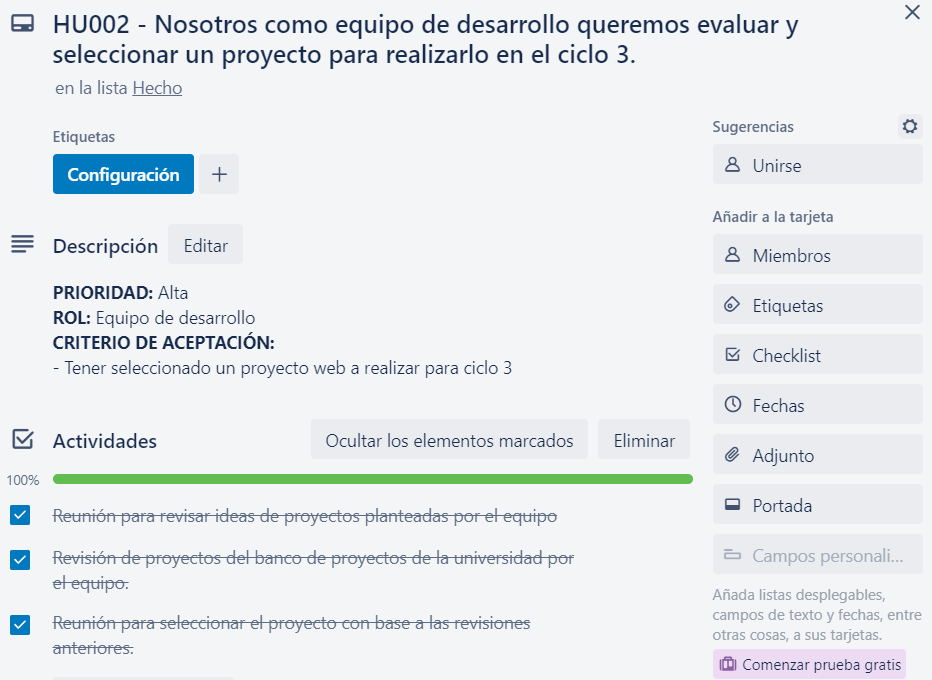 HU002 - Nosotros como equipo de desarrollo queremos evaluar y
seleccionar un proyecto para realizarlo en el ciclo 3.
en la lista Hecho
Etiquetas
Configuración
Descripción Editar
PRIORIDAD: Alta
ROL: Equipo de desarrollo
CRITERIO DE ACEPTACIÓN:
- Tener seleccionado un proyecto web a realizar para ciclo 3
Actividades Ocultar los elementos marcados Eliminar
100%
Reunión para revisar ideas de proyectos planteadas por el equipo
Revisión de proyectos del banco de proyectos de la universidad por
el equipo.
Reunión para seleccionar el proyecto con base a las revisiones
anteriores.
Sugerencias
Unirse
Añadir a la tarjeta
Miembros
Etiquetas
Checklist
Fechas
Adjunto
Portada
Campos personali...
Añada listas desplegables,
campos de texto y fechas, entre
otras cosas, a sus tarjetas.
Comenzar prueba gratis